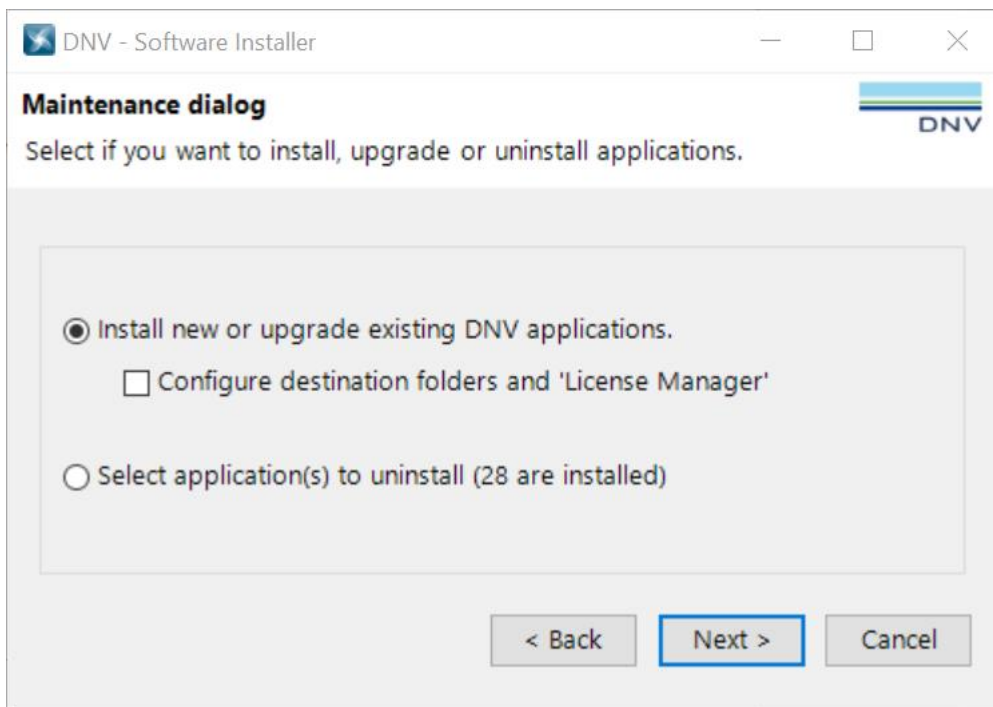 DNV - Software Installer
Maintenance dialog
DNV
Select if you want to install, upgrade or uninstall applications.
Install new or upgrade existing DNV applications.
Configure destination folders and 'License Manager'
Select application(s) to uninstall (28 are installed)
< Back Next > Cancel